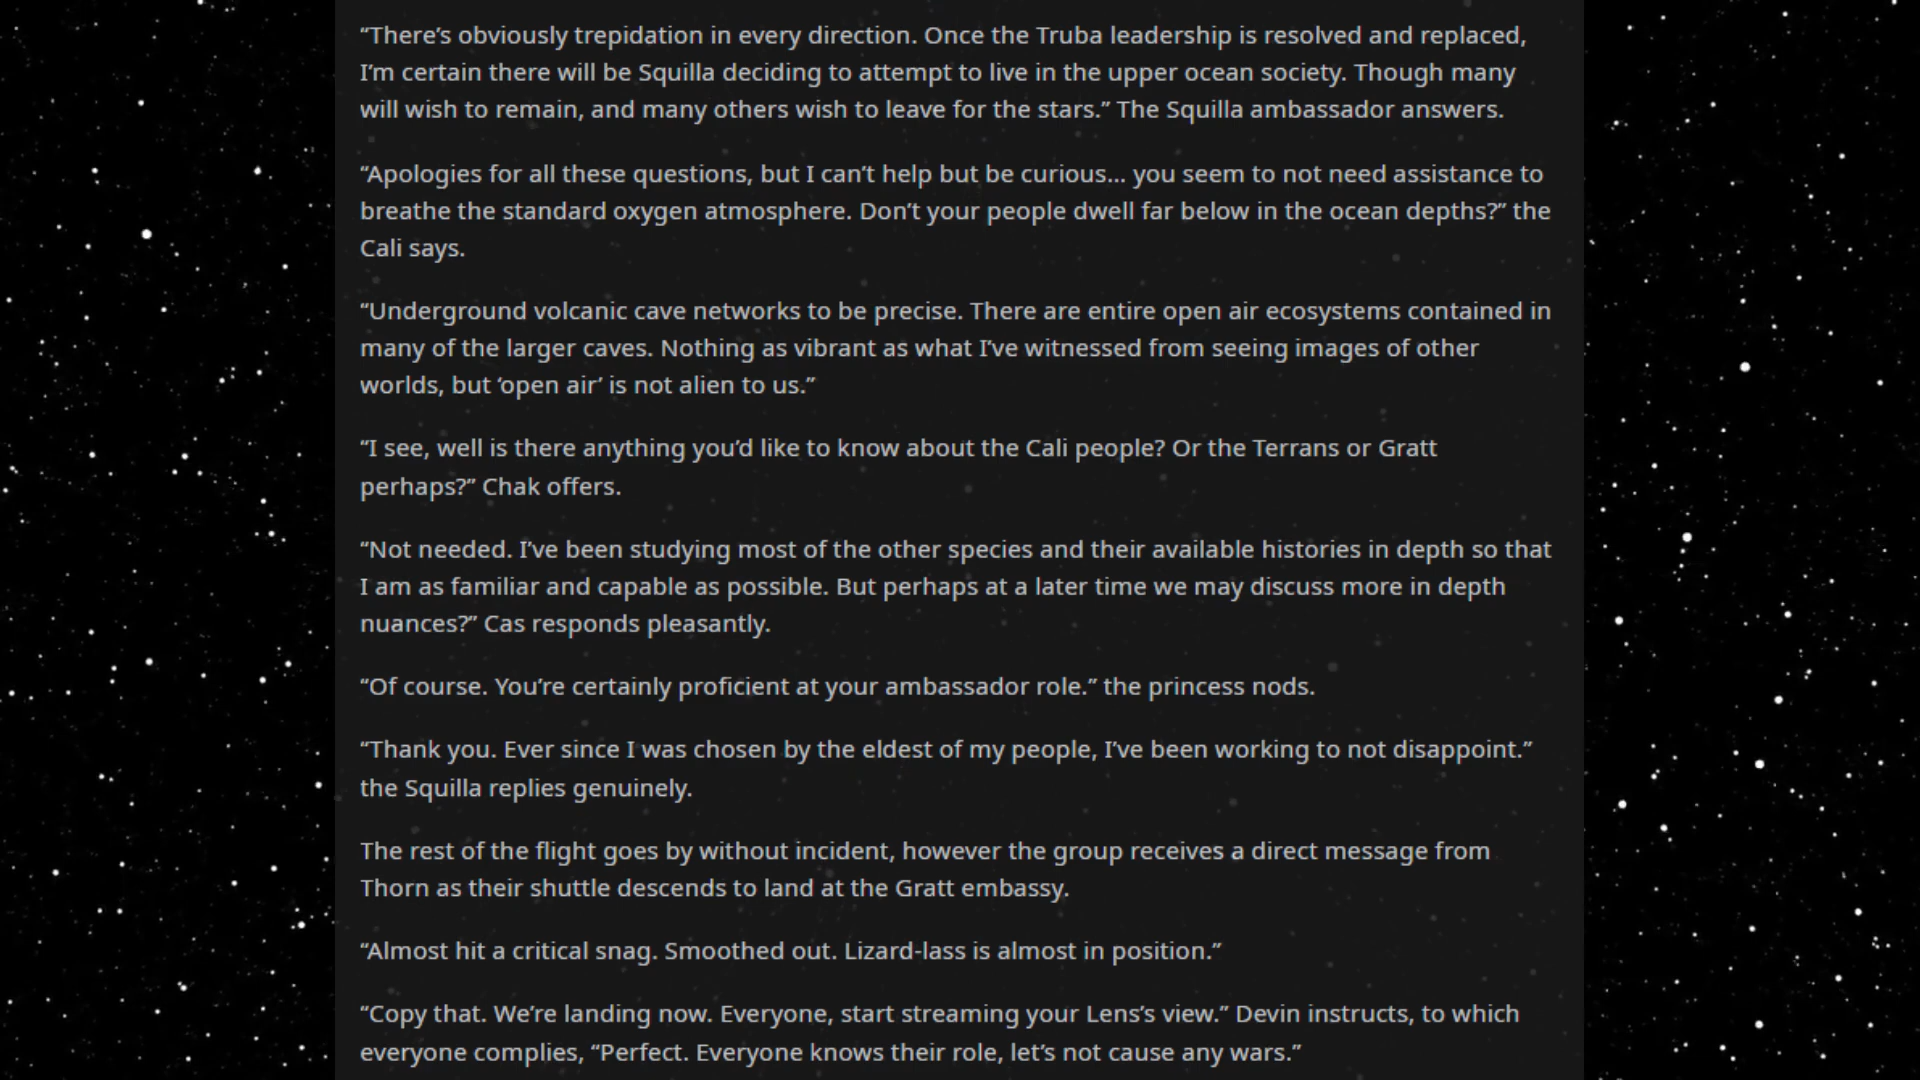 “There’s obviously trepidation in every direction. Once the Truba leadership is resolved and replaced,
I’m certain there will be Squilla deciding to attempt to live in the upper ocean society. Though many
will wish to remain, and many others wish to leave for the stars.” The Squilla ambassador answers.
“Apologies for all these questions, but I can’t help but be curious... you seem to not need assistance to
breathe the standard oxygen atmosphere. Don’t your people dwell far below in the ocean depths?” the
Cali says.
“Underground volcanic cave networks to be precise. There are entire open air ecosystems contained in
many of the larger caves. Nothing as vibrant as what I’ve witnessed from seeing images of other
worlds, but ‘open air’ is not alien to us.”
“I see, well is there anything you’d like to know about the Cali people? Or the Terrans or Gratt
perhaps?” Chak offers.
“Not needed. I’ve been studying most of the other species and their available histories in depth so that
I am as familiar and capable as possible. But perhaps at a later time we may discuss more in depth
nuances?” Cas responds pleasantly.
“Of course. You’re certainly proficient at your ambassador role.” the princess nods.
“Thank you. Ever since I was chosen by the eldest of my people, I’ve been working to not disappoint.”
the Squilla replies genuinely.
The rest of the flight goes by without incident, however the group receives a direct message from
Thorn as their shuttle descends to land at the Gratt embassy.
“Almost hit a critical snag. Smoothed out. Lizard-lass is almost in position.”
“Copy that. We’re landing now. Everyone, start streaming your Lens’s view.” Devin instructs, to which
everyone complies, “Perfect. Everyone knows their role, let’s not cause any wars.”